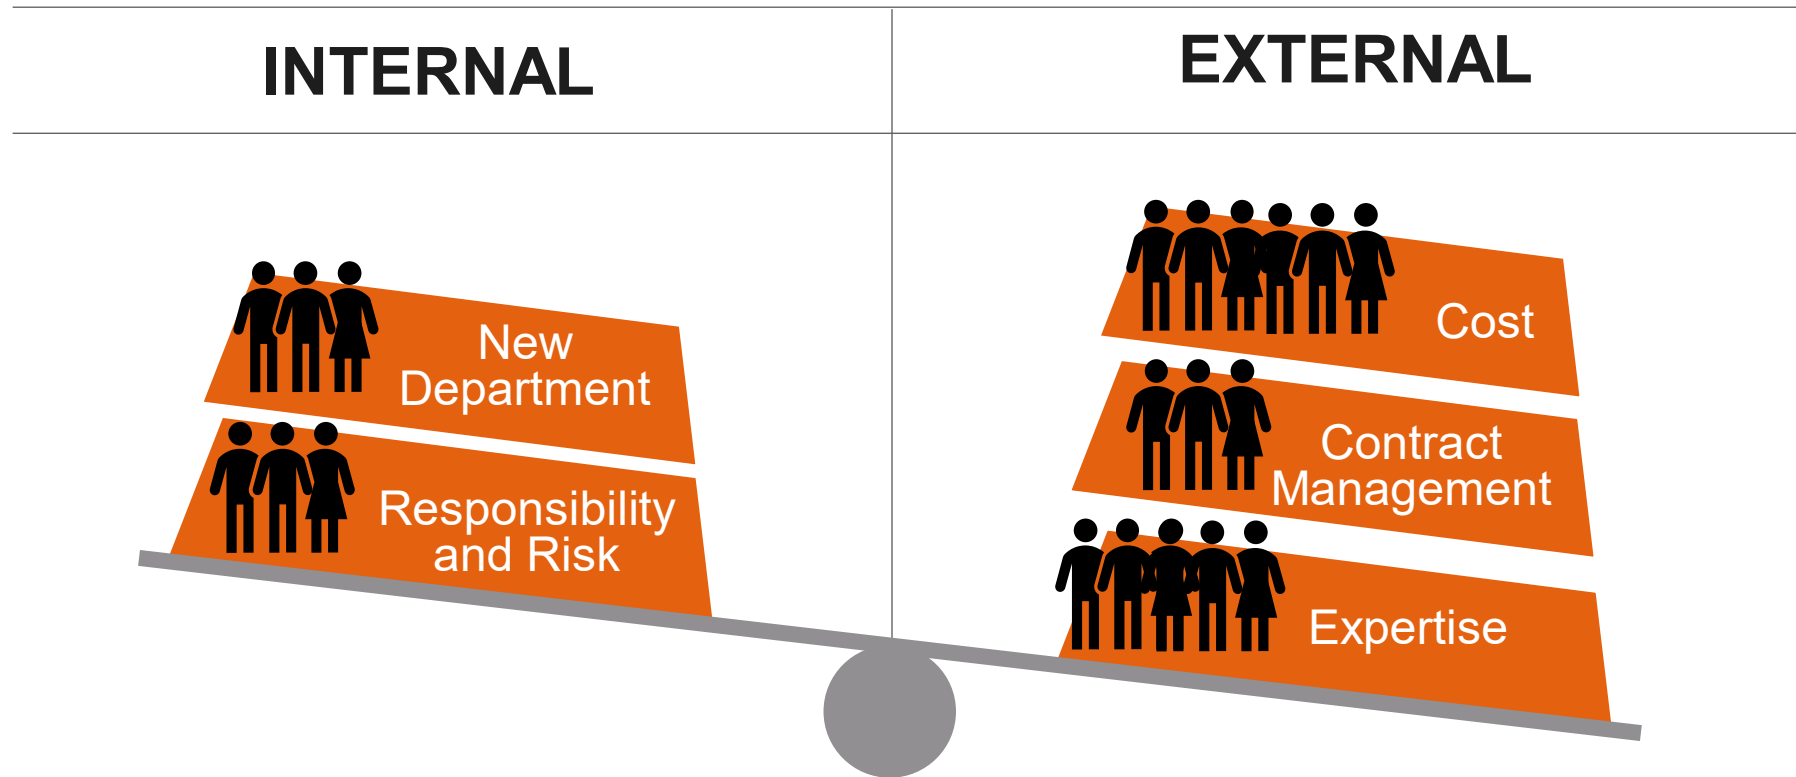 INTERNAL
EXTERNAL
New
Department
Responsibility
and Risk
Cost
Contract
Management
Expertise